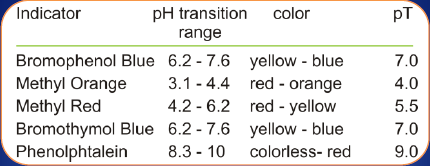 Indicator pH transition range color pT
Bromophenol Blue 6.2 - 7.6 yellow - blue 7.0
Methyl Orange 3.1 - 4.4 red - orange 4.0
Methyl Red 4.2 - 6.2 red - yellow 5.5
Bromothymol Blue 6.2 - 7.6 yellow - blue 7.0
Phenolphtalein 8.3 - 10 colorless- red 9.0